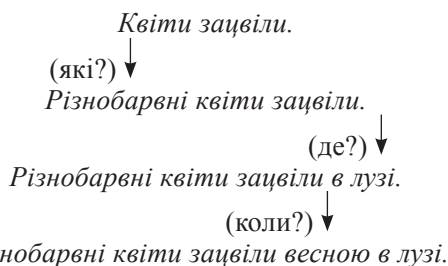 Квіти зацвіли.
(які?)
Різнобарвні квіти зацвіли.
(де?)
Різнобарвні квіти зацвіли в лузі.
(коли?)
нобарвні квіти зацвіли весною в лузі.